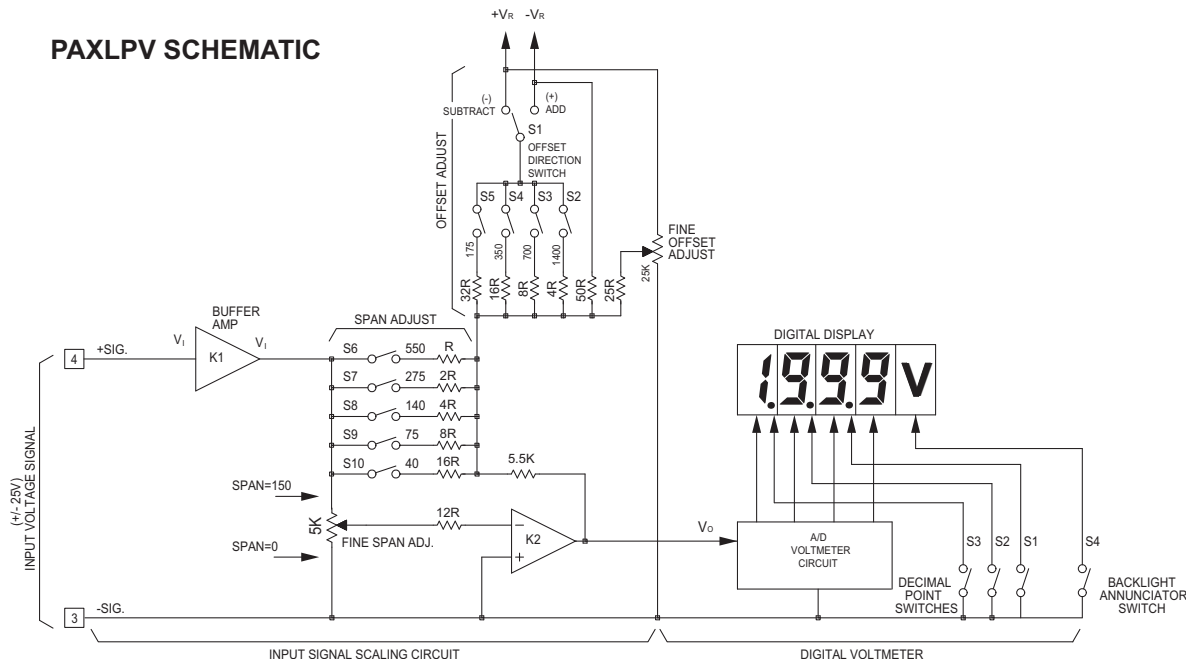 PAXLPV SCHEMATIC
+VR -VR
(-)
SUBTRACT
(+)
ADD
S1
OFFSET
DIRECTION
SWITCH
OFFSET ADJUST
S5 S4 S3 S2
175 350 700 1400
32R 16R 8R 4R 50R 25R
FINE
OFFSET
ADJUST
25K
BUFFER
AMP
SPAN ADJUST
4 +SIG. VI K1 VI
S6 550 R
S7 275 2R
S8 140 4R
S9 75 8R
S10 40 16R
5.5K
SPAN=150
5K
12R
FINE SPAN ADJ.
SPAN=0
-
+
K2
VO
INPUT VOLTAGE SIGNAL
(+/- 25V)
3 -SIG.
DIGITAL DISPLAY
1.9.9.9 V
A/D
VOLTMETER
CIRCUIT
S3 S2 S1 S4
DECIMAL
POINT
SWITCHES
BACKLIGHT
ANNUNCIATOR
SWITCH
INPUT SIGNAL SCALING CIRCUIT
DIGITAL VOLTMETER